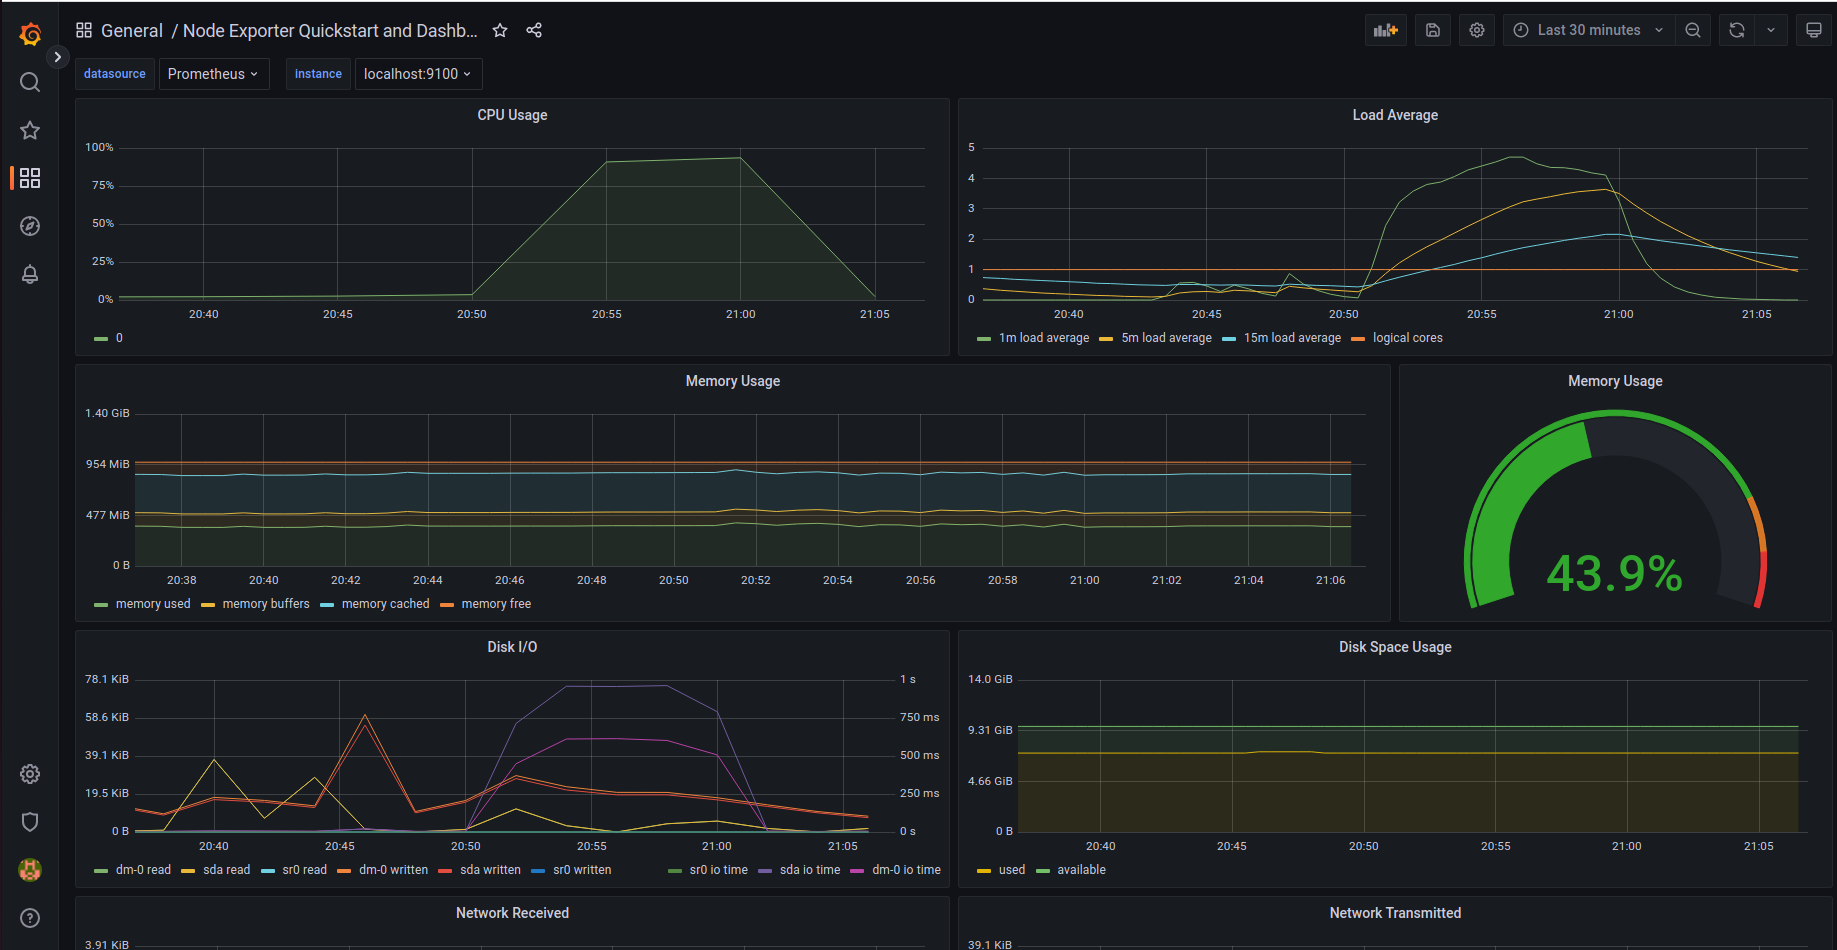 General / Node Exporter Quickstart and Dashb...
Last 30 minutes
datasource Prometheus instance localhost:9100
CPU Usage
100%
75%
50%
25%
0%
20:40 20:45 20:50 20:55 21:00 21:05
0
Load Average
5
4
3
2
1
0
20:40 20:45 20:50 20:55 21:00 21:05
1m load average 5m load average 15m load average logical cores
Memory Usage
1.40 GiB
954 MiB
477 MiB
0 B
20:38 20:40 20:42 20:44 20:46 20:48 20:50 20:52 20:54 20:56 20:58 21:00 21:02 21:04 21:06
memory used memory buffers memory cached memory free
Memory Usage
43.9%
Disk I/O
78.1 KiB 1 s
58.6 KiB 750 ms
39.1 KiB 500 ms
19.5 KiB 250 ms
0 B 0 s
20:40 20:45 20:50 20:55 21:00 21:05
dm-0 read sda read sr0 read dm-0 written sda written sr0 written sr0 io time sda io time dm-0 io time
Disk Space Usage
14.0 GiB
9.31 GiB
4.66 GiB
0 B
20:40 20:45 20:50 20:55 21:00 21:05
used available
Network Received
3.91 KiB
Network Transmitted
39.1 KiB